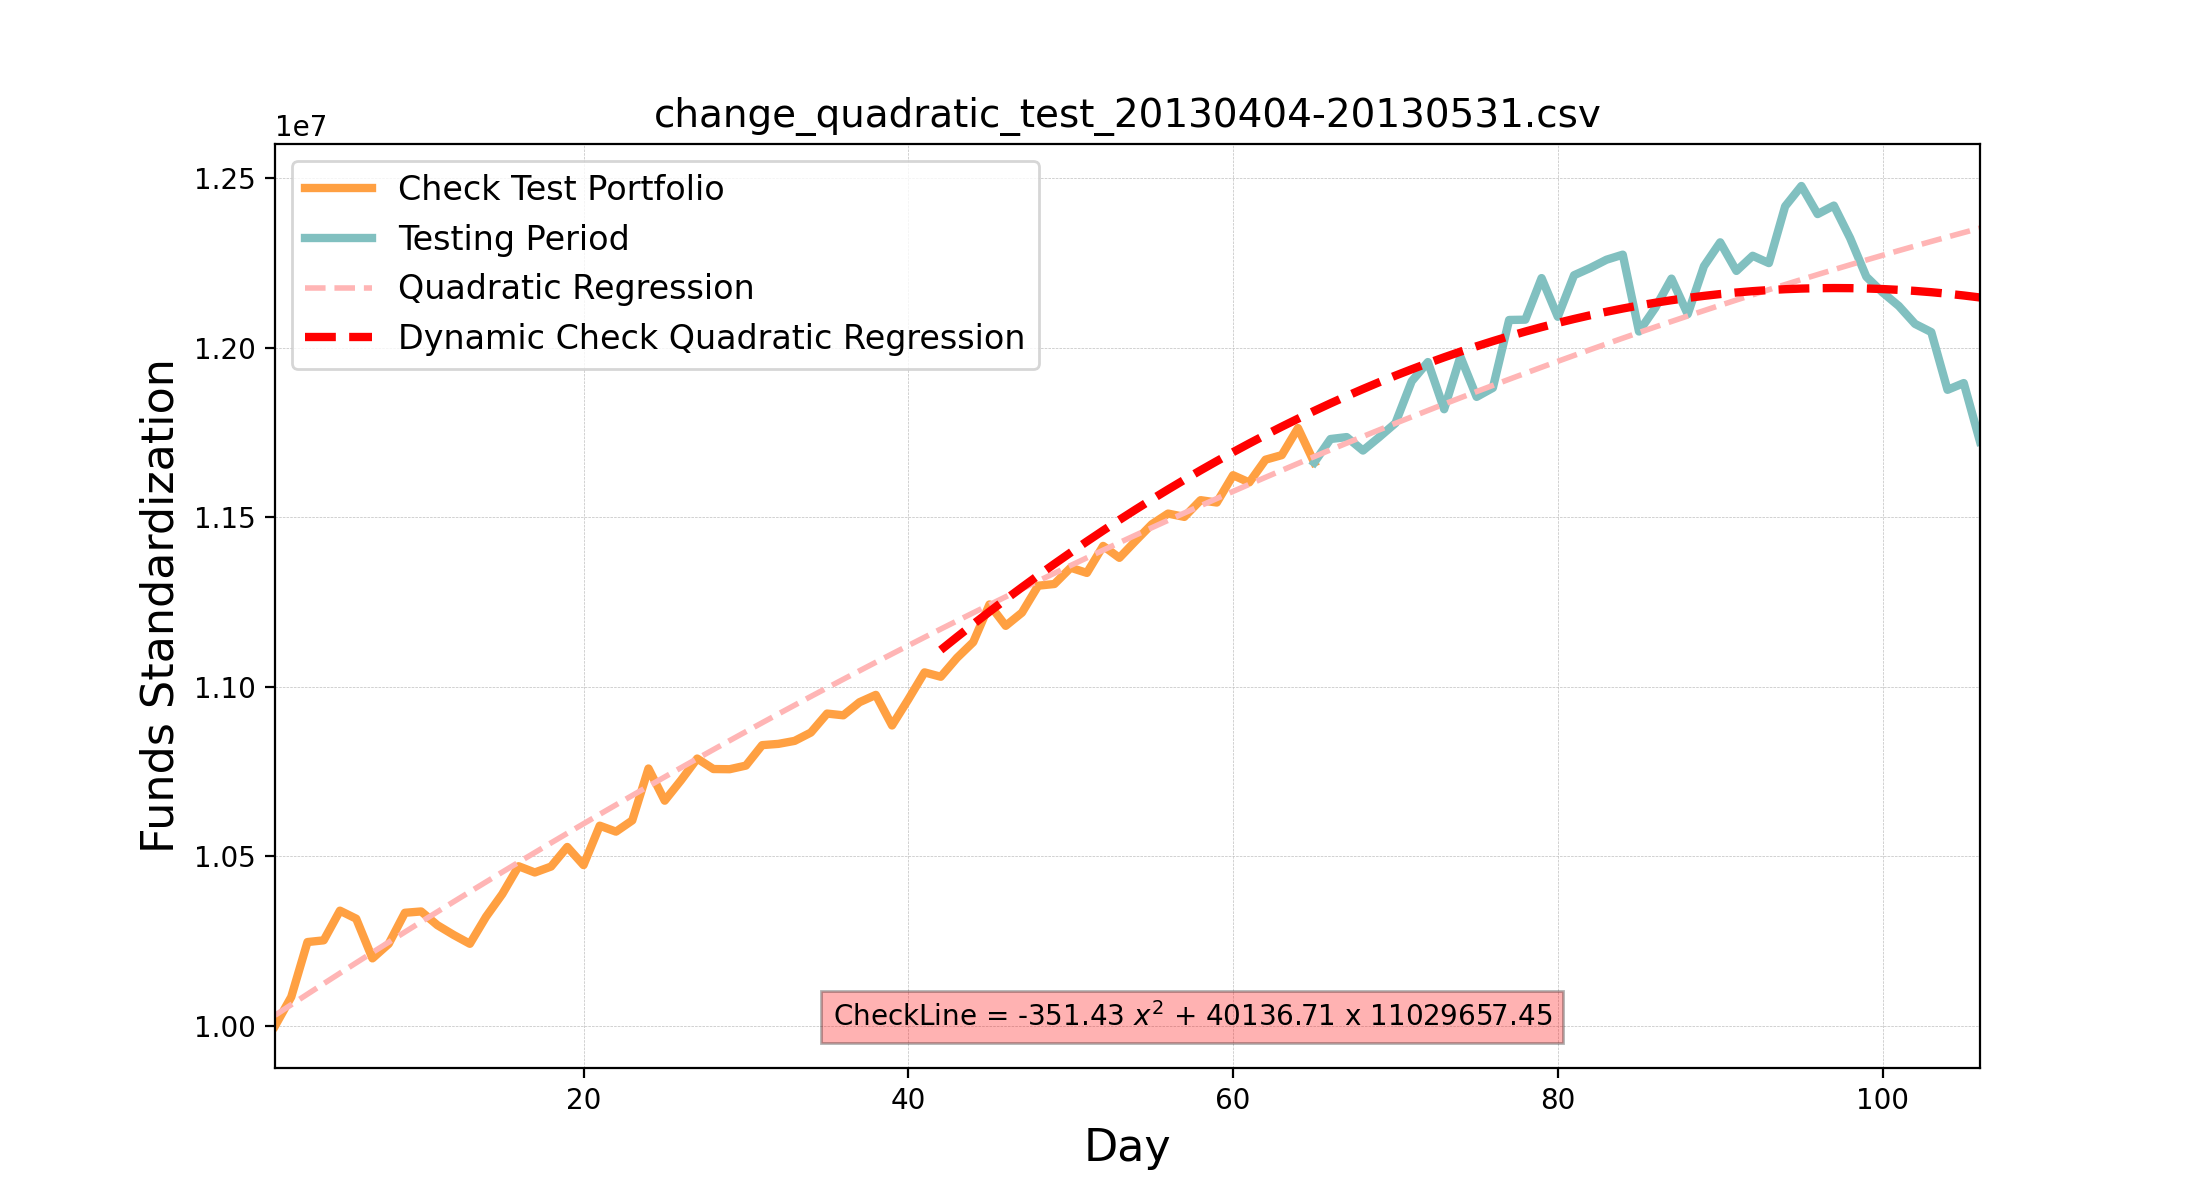 change_quadratic_test_20130404-20130531.csv
1e7
Check Test Portfolio
Testing Period
Quadratic Regression
Dynamic Check Quadratic Regression
1.25
1.20
1.15
1.10
1.05
1.00
Funds Standardization
CheckLine = -351.43 x² + 40136.71 x 11029657.45
20 40 60 80 100
Day